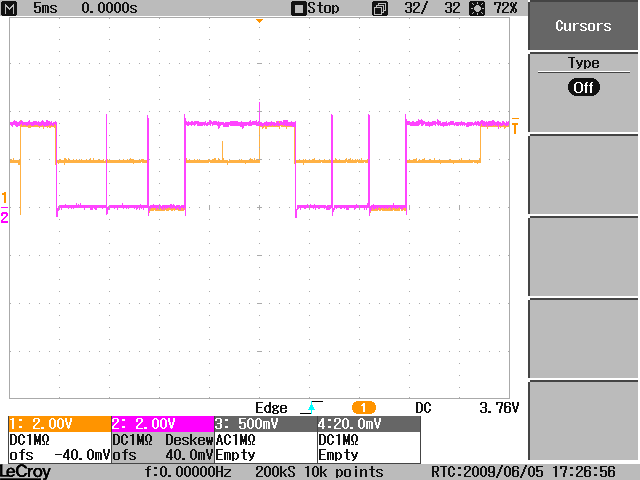 M 5ms 0.0000s Stop 32/ 32 72%
Cursors
Type
Off
T
1
2
Edge 1 DC 3.76V
1: 2.00V 2: 2.00V 3: 500mV 4:20.0mV
DC1MΩ DC1MΩ Deskew AC1MΩ DC1MΩ
ofs -40.0mV ofs 40.0mV Empty Empty
LeCroy f:0.00000Hz 200kS 10k points RTC:2009/06/05 17:26:56